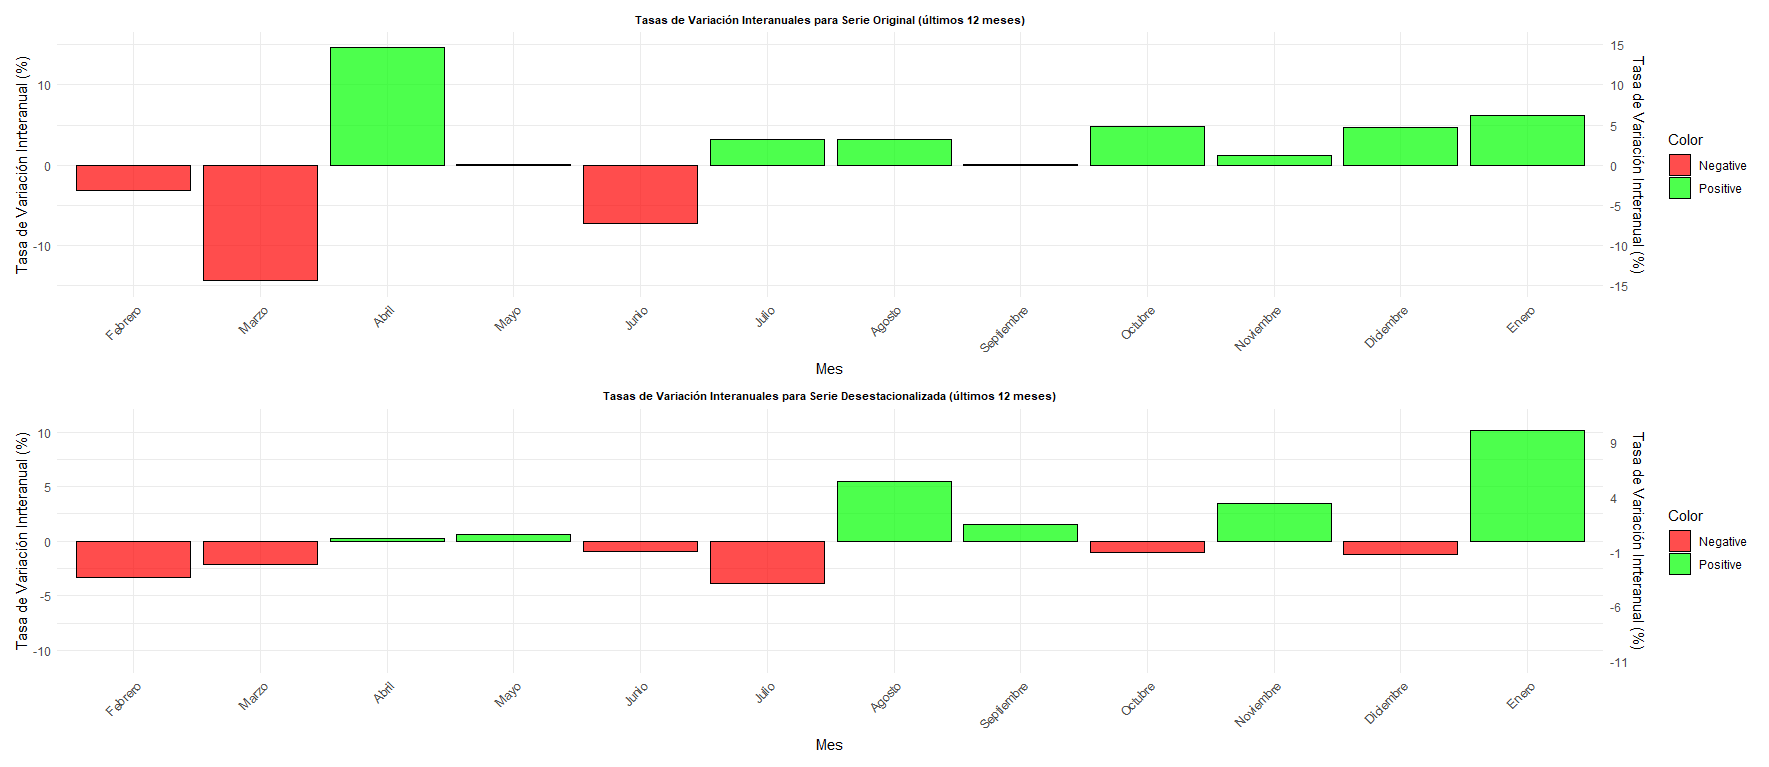 Tasas de Variación Interanuales para Serie Original (últimos 12 meses)
Tasa de Variación Inrteranual (%)
10
0
-10
15
10
5
0
-5
-10
-15
Tasa de Variación Inrteranual (%)
Febrero
Marzo
Abril
Mayo
Junio
Julio
Agosto
Septiembre
Octubre
Noviembre
Diciembre
Enero
Mes
Color
Negative
Positive
Tasas de Variación Interanuales para Serie Desestacionalizada (últimos 12 meses)
Tasa de Variación Inrteranual (%)
10
5
0
-5
-10
9
4
-1
-6
-11
Tasa de Variación Inrteranual (%)
Febrero
Marzo
Abril
Mayo
Junio
Julio
Agosto
Septiembre
Octubre
Noviembre
Diciembre
Enero
Mes
Color
Negative
Positive